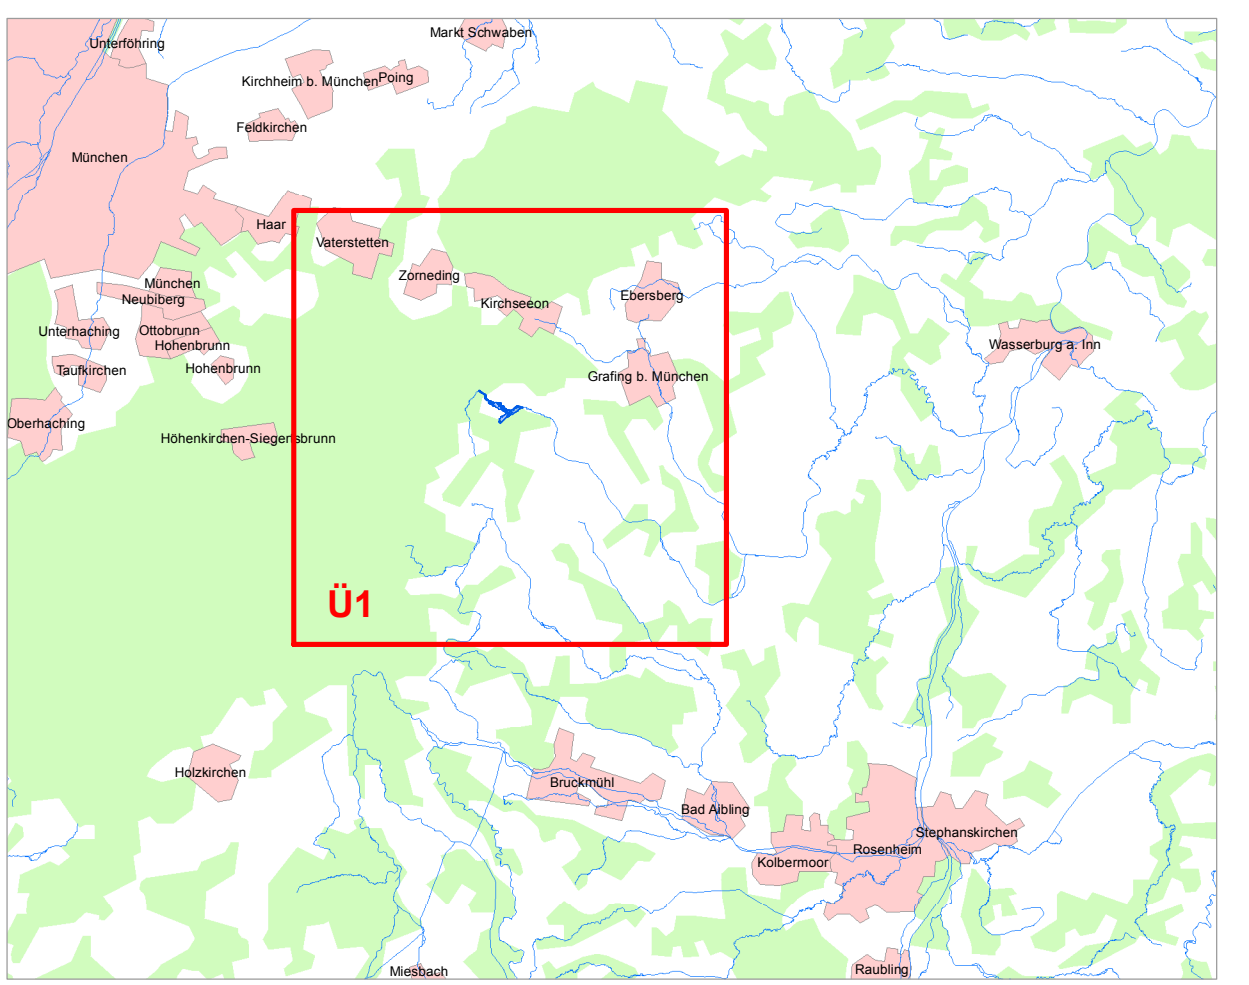 Markt Schwaben
Unterföhring
Kirchheim b. München
Poing
Feldkirchen
München
Haar
Vaterstetten
Zorneding
München
Neubiberg
Kirchseeon
Ebersberg
Unterhaching
Ottobrunn
Hohenbrunn
Wasserburg a. Inn
Taufkirchen
Hohenbrunn
Grafing b. München
Oberhaching
Höhenkirchen-Siegertsbrunn
Ü1
Holzkirchen
Bruckmühl
Bad Aibling
Stephanskirchen
Rosenheim
Kolbermoor
Miesbach
Raubling